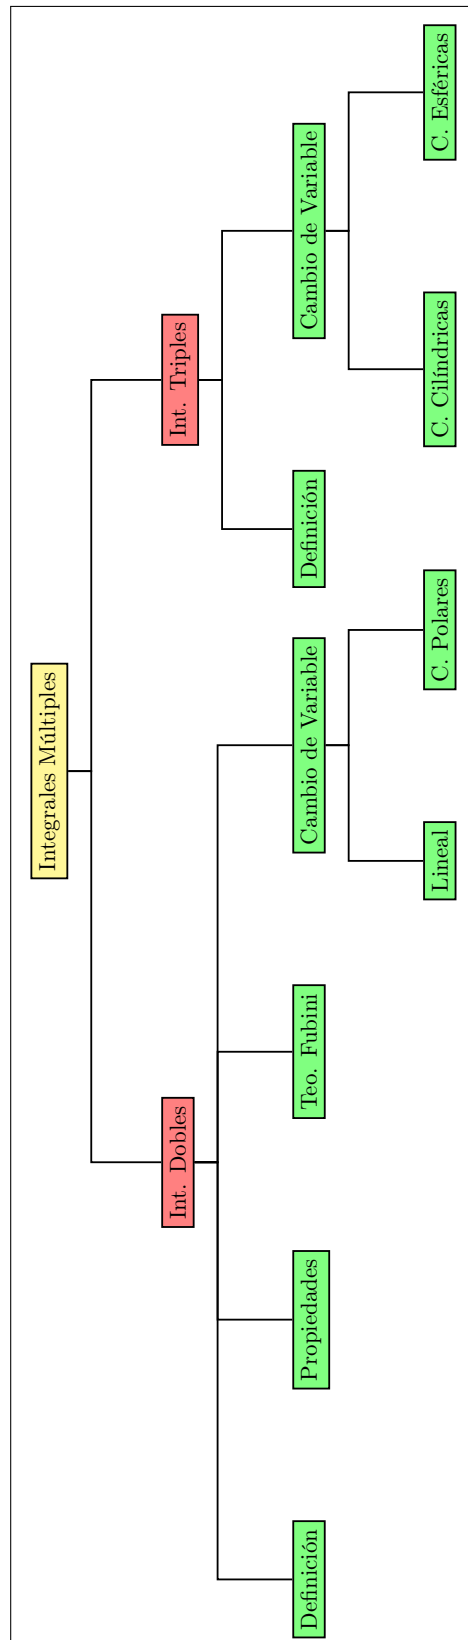 Integrales Múltiples
Int. Dobles
Int. Triples
Definición
Propiedades
Teo. Fubini
Cambio de Variable
Definición
Cambio de Variable
Lineal
C. Polares
C. Cilíndricas
C. Esféricas